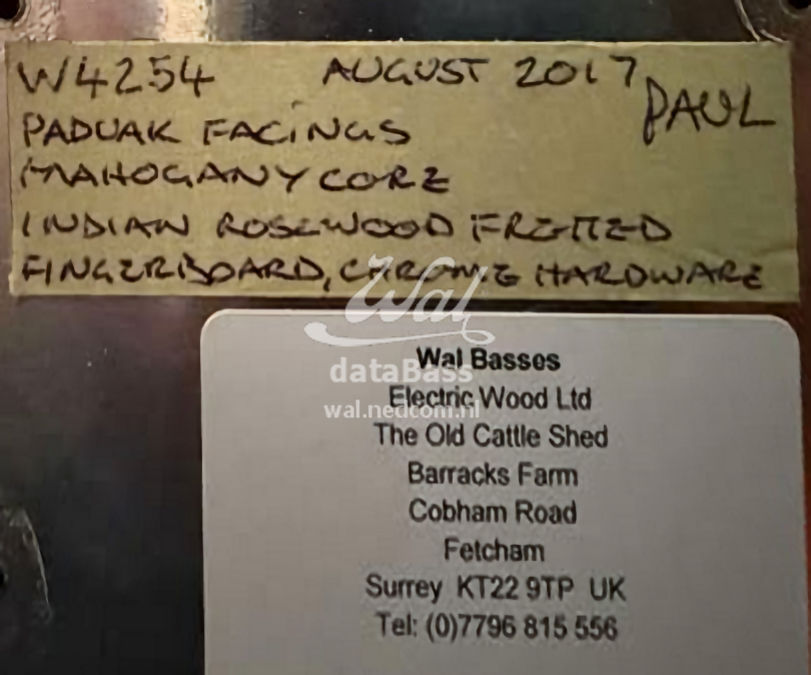 W4254 AUGUST 2017
PAUL
PADUAK FACINGS
MAHOGANY CORE
INDIAN ROSEWOOD FRETTED
FINGERBOARD, CHROME HARDWARE
Wal
dataBass
wal.nedcom.nl
Wal Basses
Electric Wood Ltd
The Old Cattle Shed
Barracks Farm
Cobham Road
Fetcham
Surrey KT22 9TP UK
Tel: (0)7796 815 556